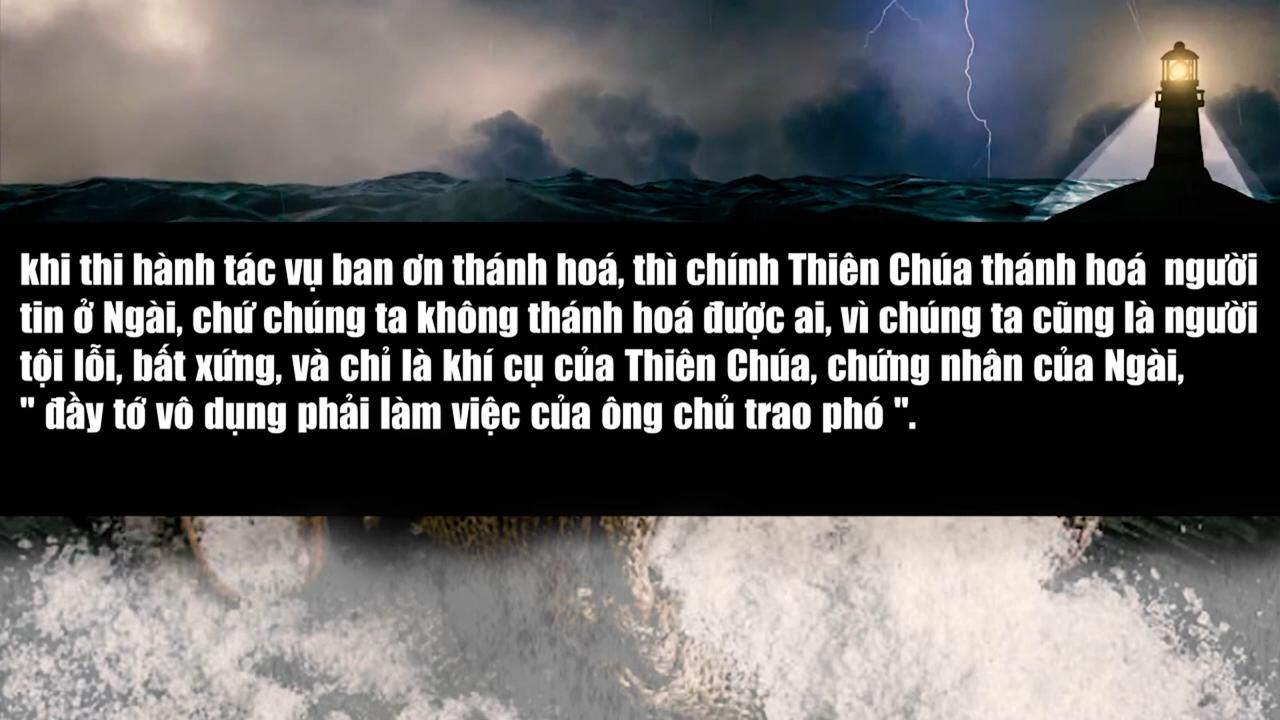 khi thi hành tác vụ ban ơn thánh hoá, thì chính Thiên Chúa thánh hoá  người
tin ở Ngài, chứ chúng ta không thánh hoá được ai, vì chúng ta cũng là người
tội lỗi, bất xứng, và chỉ là khí cụ của Thiên Chúa, chứng nhân của Ngài,
" đầy tớ vô dụng phải làm việc của ông chủ trao phó ".